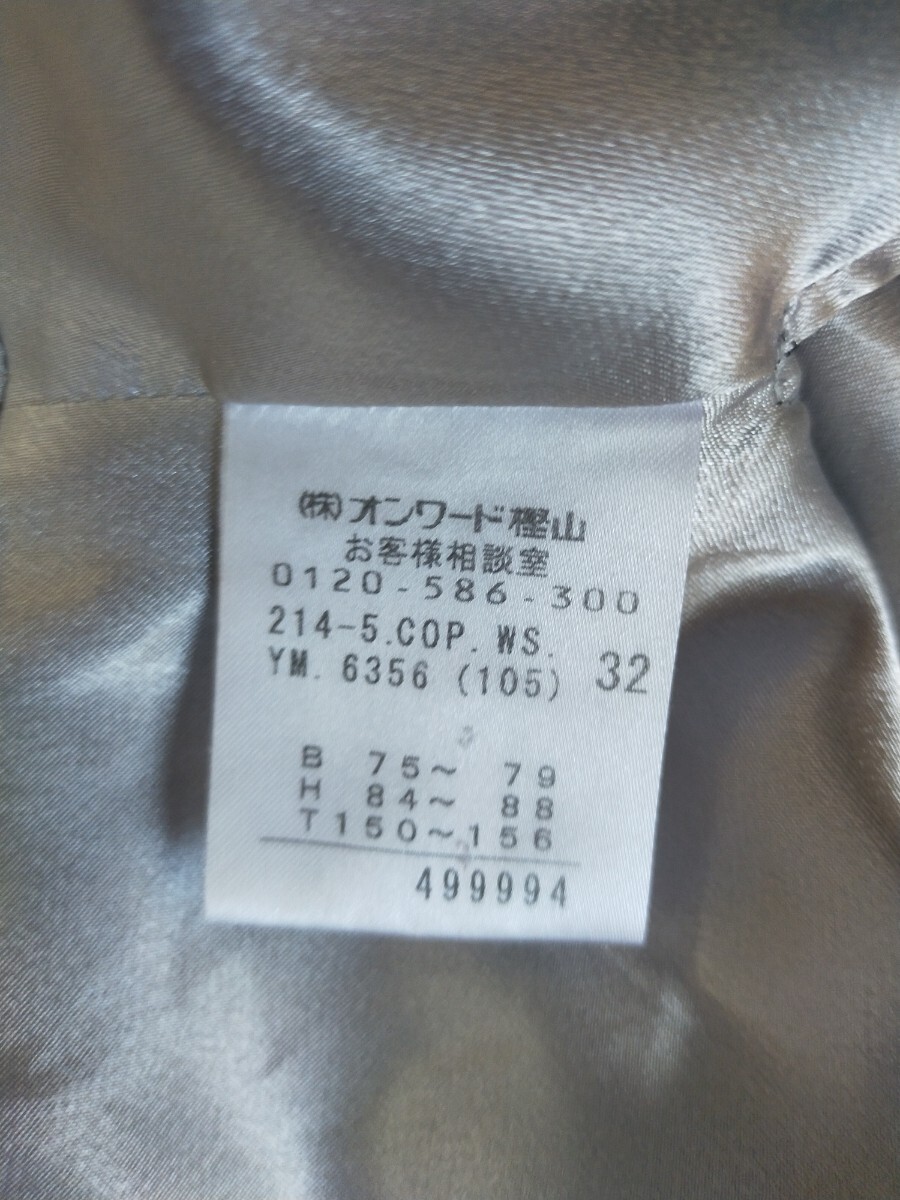 (株)オンワード樫山
お客様相談室
0120-586-300
214-5.COP.WS.
YM.6356(105) 32
B 75～ 79
H 84～ 88
T150～156
499994